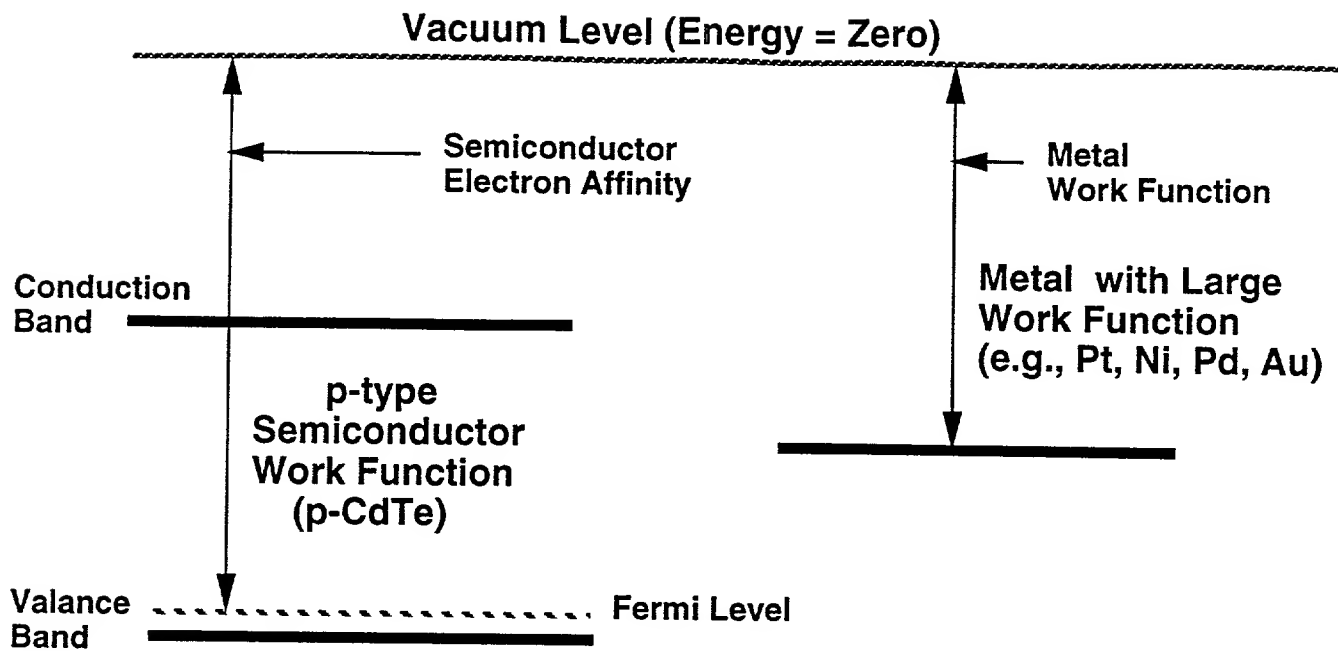 Vacuum Level (Energy = Zero)
Semiconductor
Electron Affinity
Metal
Work Function
Conduction
Band
Metal with Large
Work Function
(e.g., Pt, Ni, Pd, Au)
p-type
Semiconductor
Work Function
(p-CdTe)
Valance
Band
Fermi Level